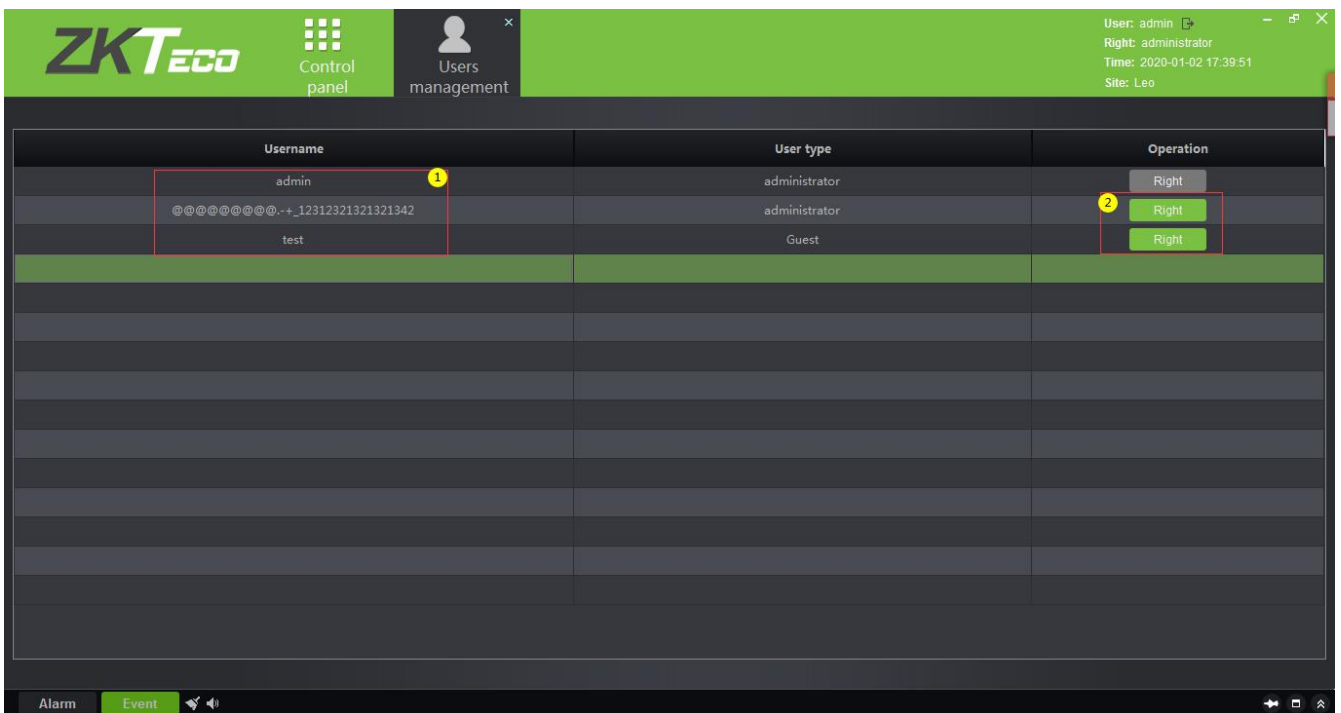 ZKTeco
Control panel
Users management
User: admin
Right: administrator
Time: 2020-01-02 17:39:51
Site: Leo
Username User type Operation
admin 1 administrator Right
@@@@@@@@@.-+_12312321321321342 administrator 2 Right
test Guest Right
Alarm Event